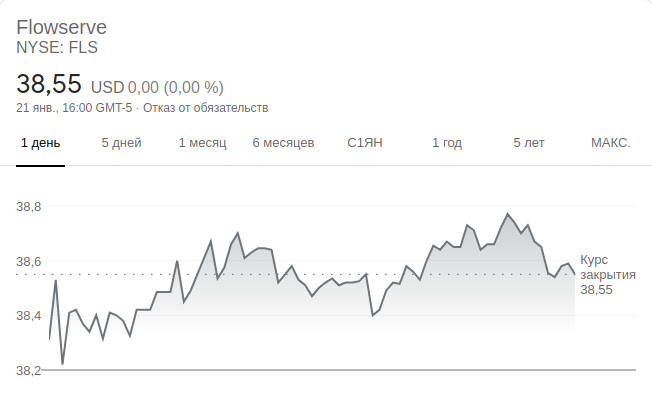 Flowserve
NYSE: FLS
38,55 USD 0,00 (0,00 %)
21 янв., 16:00 GMT-5 · Отказ от обязательств
1 день 5 дней 1 месяц 6 месяцев С1ЯН 1 год 5 лет МАКС.
38,8
38,6
38,4
38,2
Курс
закрытия
38,55